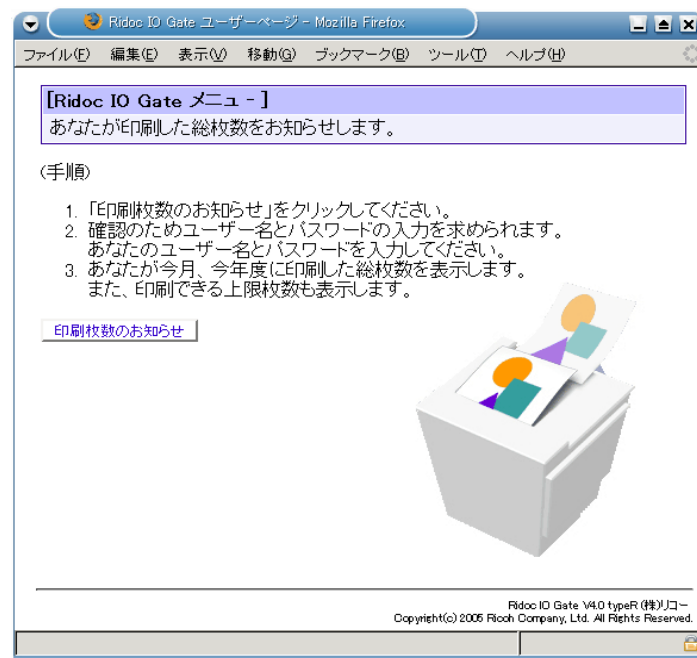 Ridoc IO Gate ユーザーページ - Mozilla Firefox
ファイル(F) 編集(E) 表示(V) 移動(G) ブックマーク(B) ツール(T) ヘルプ(H)
[Ridoc IO Gate メニュ - ]
あなたが印刷した総枚数をお知らせします。
(手順)
1. 「印刷枚数のお知らせ」をクリックしてください。
2. 確認のためユーザー名とパスワードの入力を求められます。
あなたのユーザー名とパスワードを入力してください。
3. あなたが今月、今年度に印刷した総枚数を表示します。
また、印刷できる上限枚数も表示します。
印刷枚数のお知らせ
Ridoc IO Gate V4.0 typeR (株)リコー
Copyright(c) 2005 Ricoh Company, Ltd. All Rights Reserved.